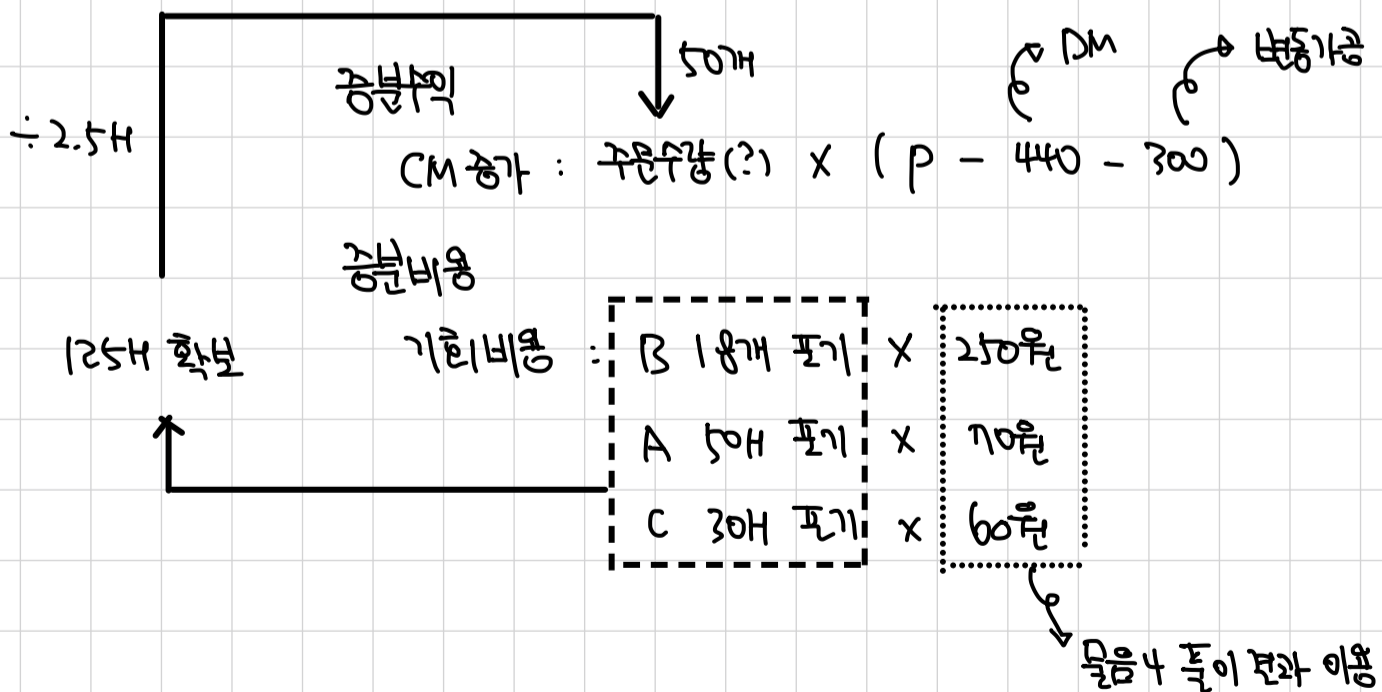 50개
DM
변동가공
증분수익
÷2.5H
CM 증가 : 주문수량(?) × (P - 440 - 300)
증분비용
125H 확보
기회비용 : B 18개 포기 × 250원
A 50H 포기 × 70원
C 30H 포기 × 60원
물음4 풀이 결과 이용